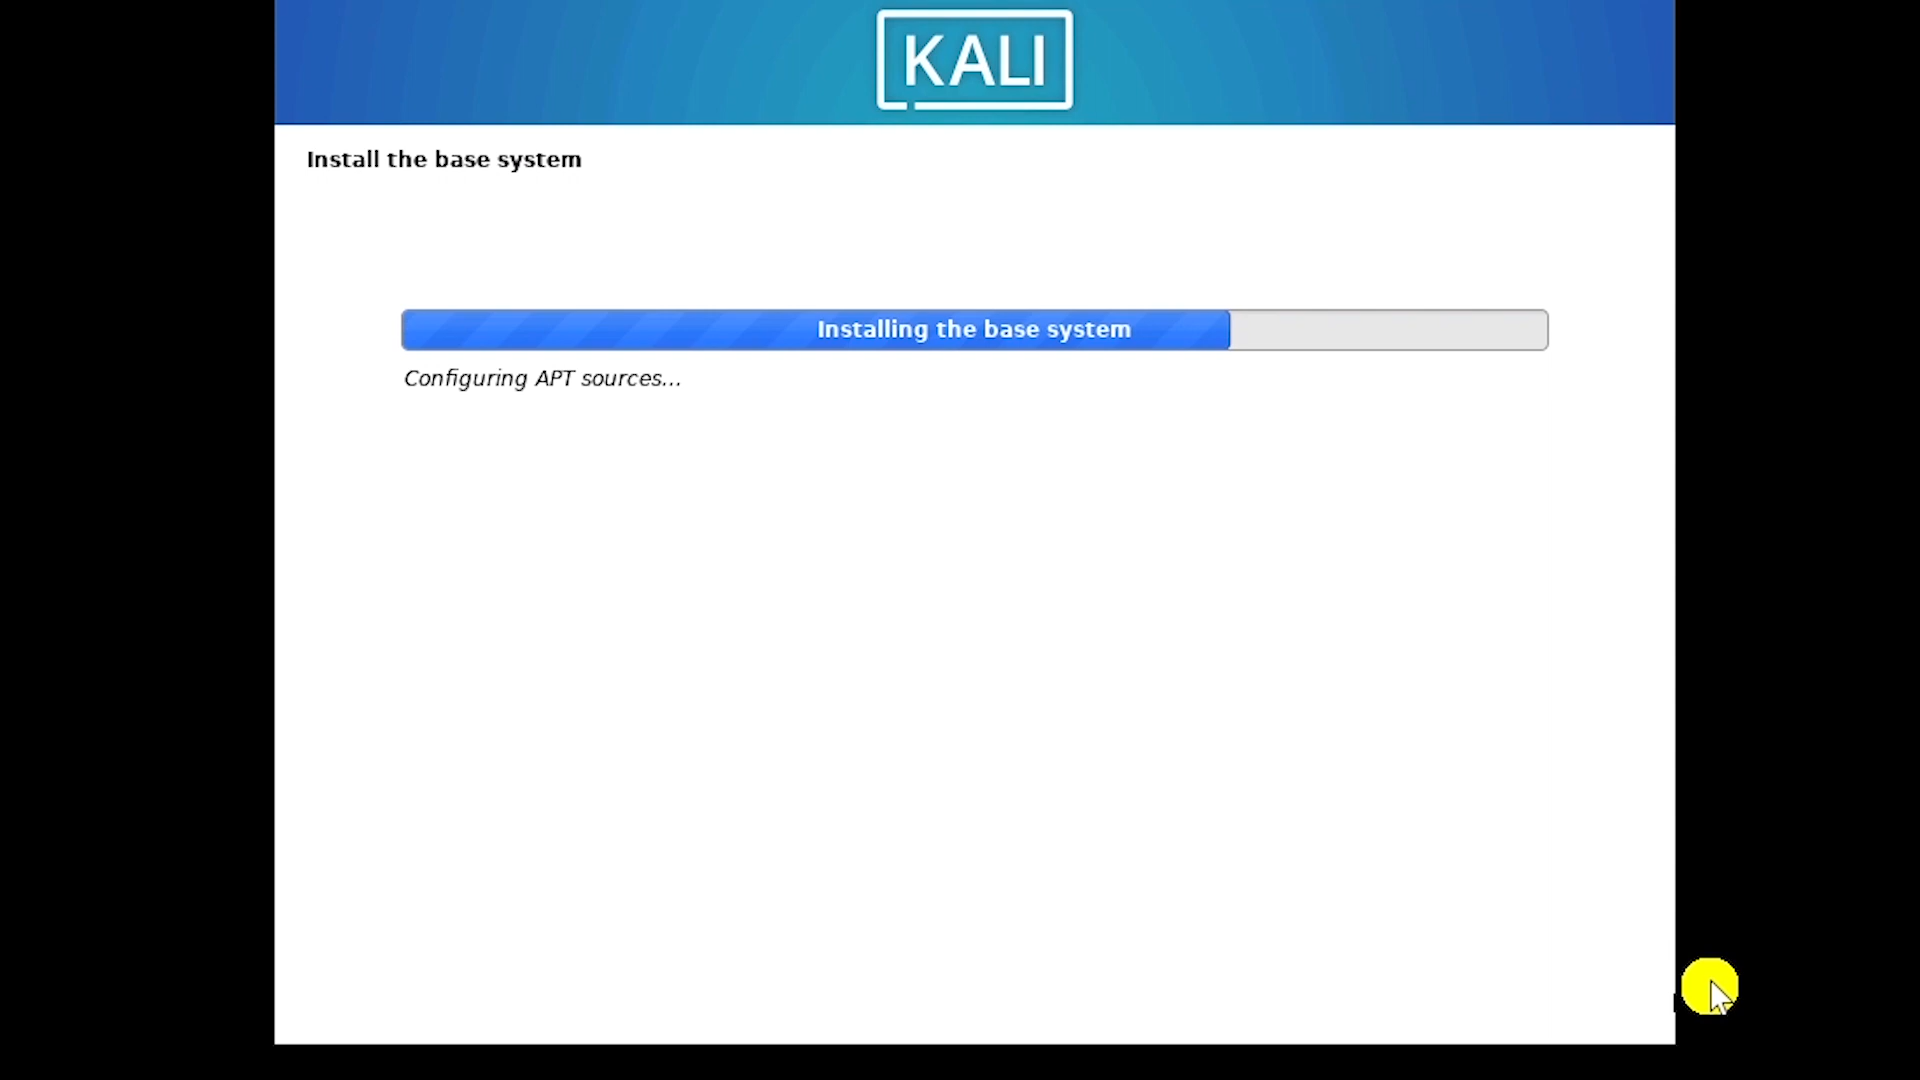 KALI
Install the base system
Installing the base system
Configuring APT sources...